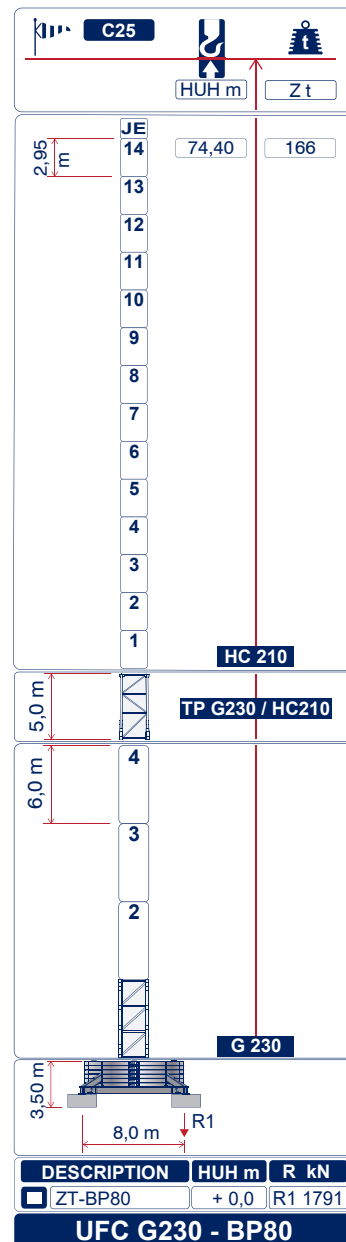 C25
t
HUH m Z t
JE
2,95 m
14 74,40 166
13
12
11
10
9
8
7
6
5
4
3
2
1
HC 210
5,0 m
TP G230 / HC210
6,0 m
4
3
2
G 230
3,50 m
R1
8,0 m
DESCRIPTION HUH m R kN
ZT-BP80 + 0,0 R1 1791
UFC G230 - BP80